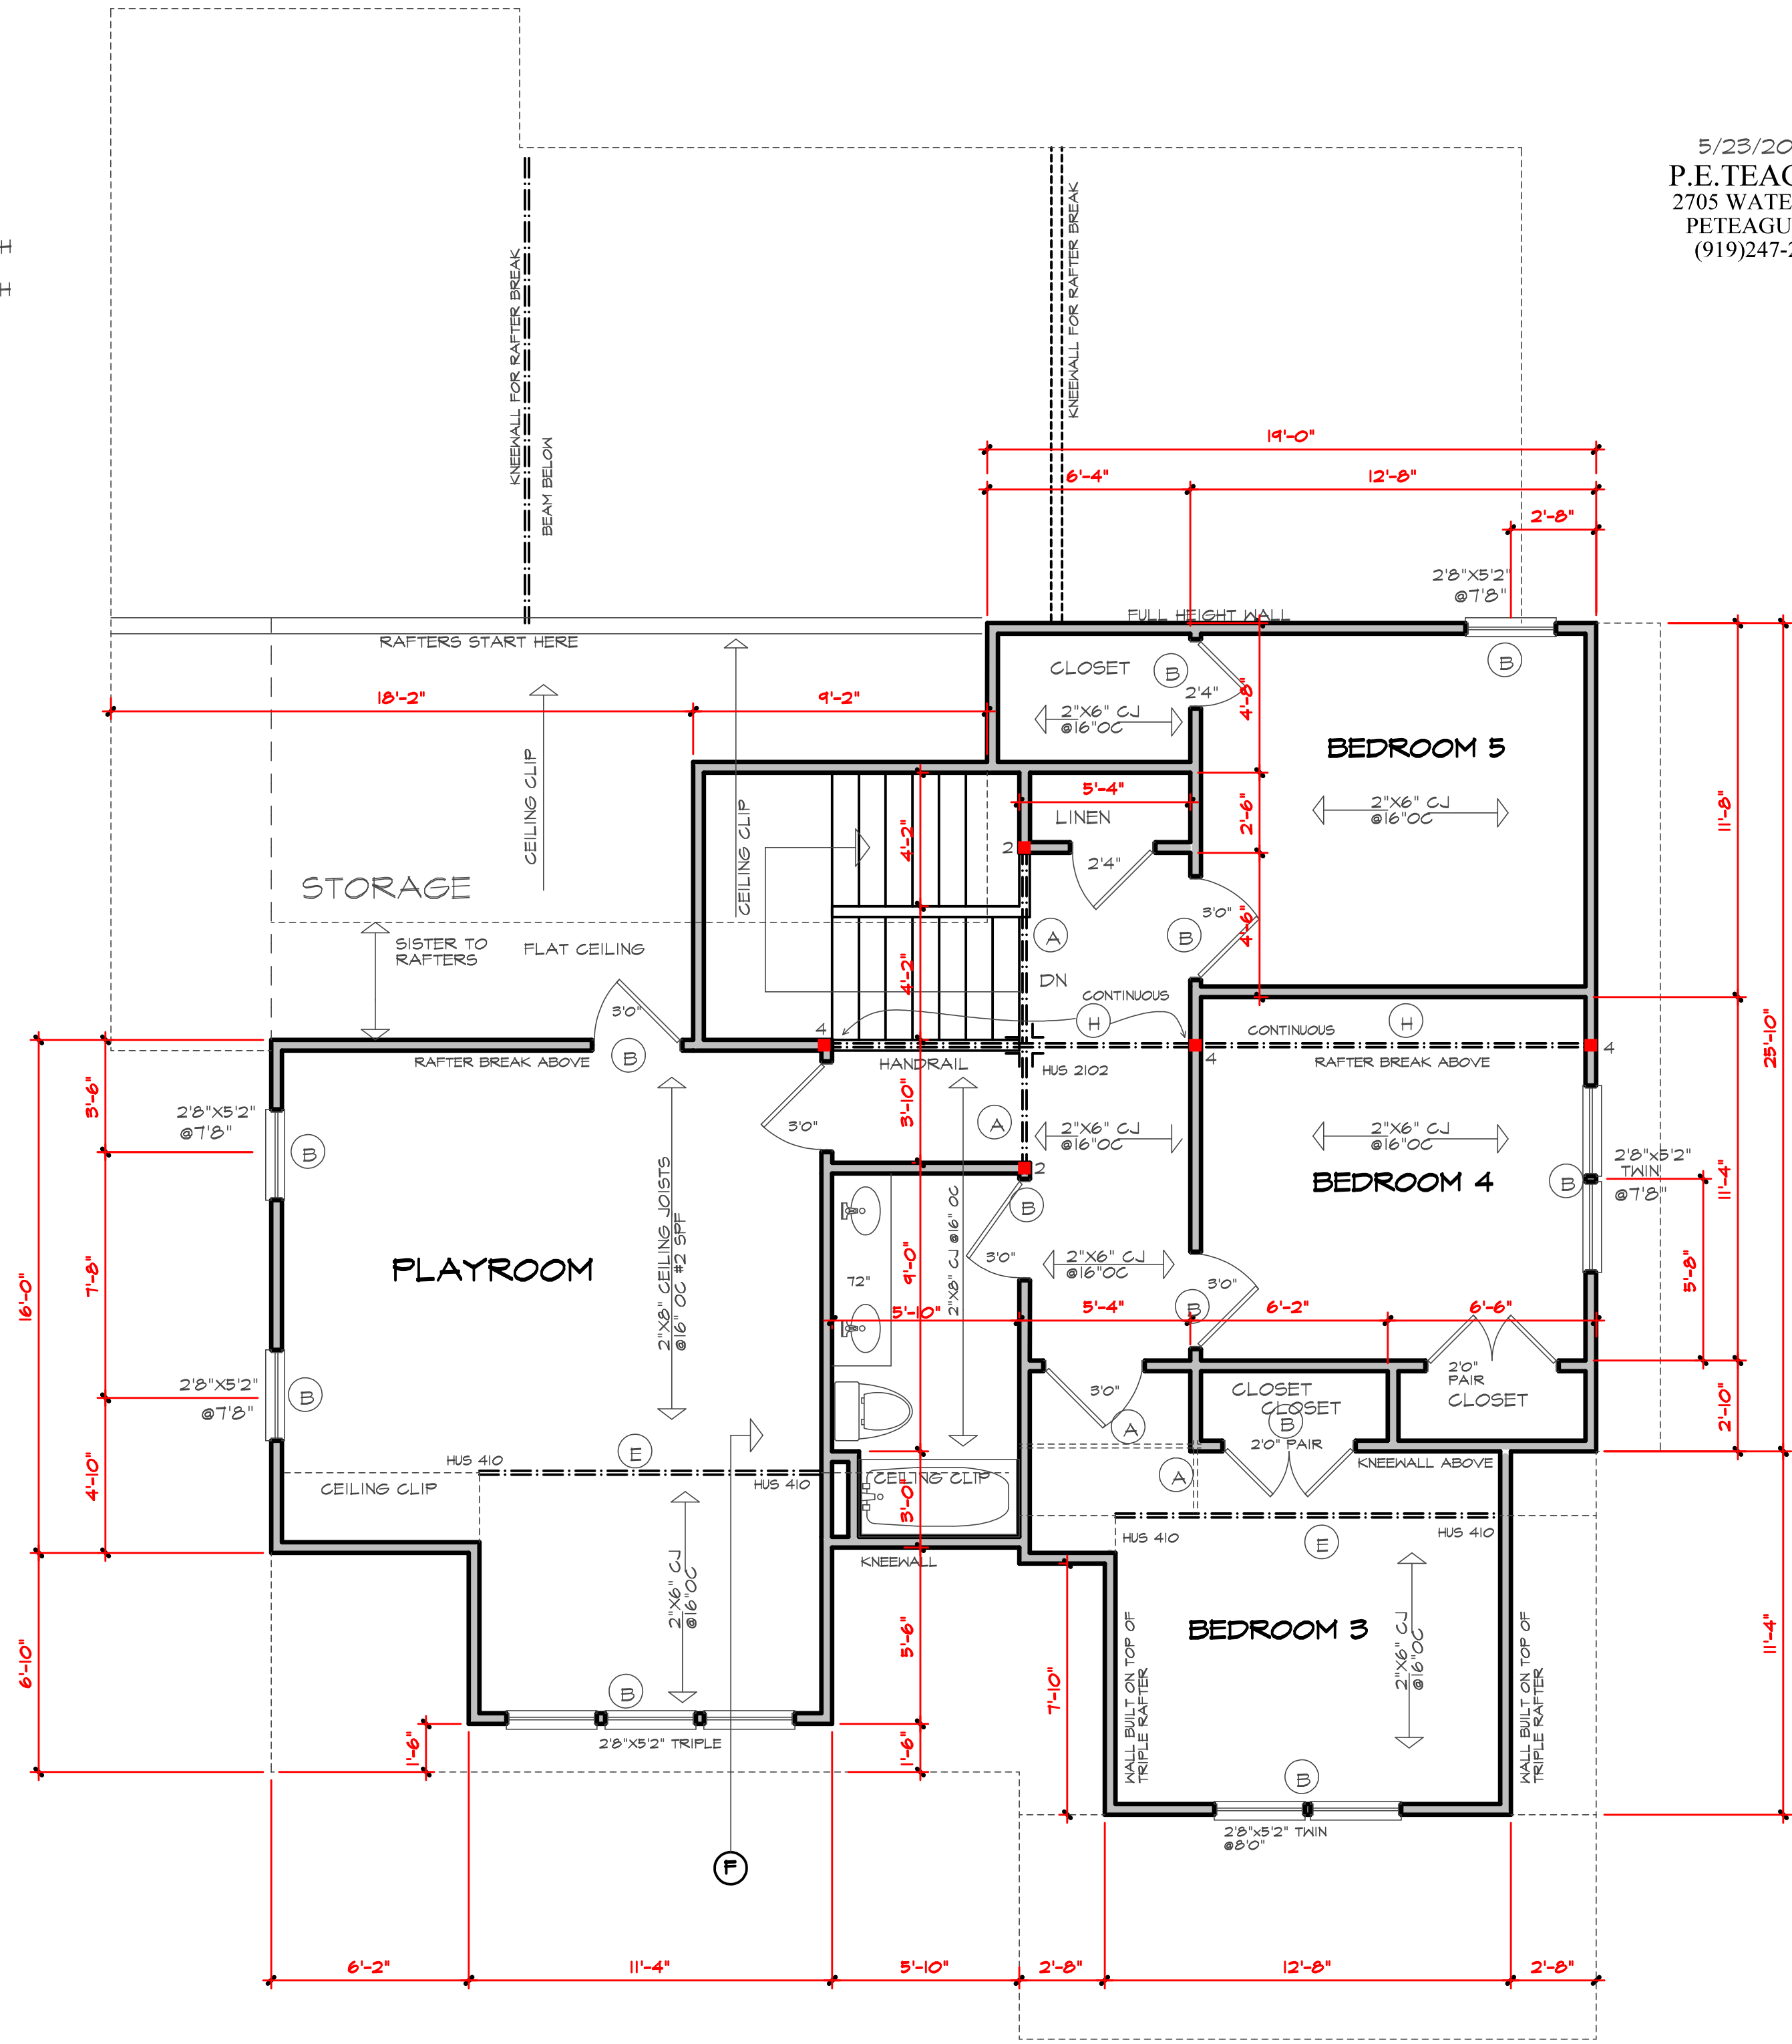 5/23/20
P.E.TEAG
2705 WATE
PETEAGU
(919)247-2
KNEEWALL FOR RAFTER BREAK
BEAM BELOW
KNEEWALL FOR RAFTER BREAK
19'-0"
6'-4"
12'-8"
2'-8"
2'8"X5'2"
@7'8"
FULL HEIGHT WALL
RAFTERS START HERE
18'-2"
9'-2"
CLOSET
B
2'4"
2"X6" CJ
@16"OC
4'-8"
B
BEDROOM 5
2"X6" CJ
@16"OC
11'-8"
25'-10"
CEILING CLIP
CEILING CLIP
STORAGE
SISTER TO
RAFTERS
FLAT CEILING
4'-2"
4'-2"
5'-4"
LINEN
2
2'4"
2'-6"
3'0"
4'-6"
A
B
DN
CONTINUOUS
H
CONTINUOUS
H
3'0"
B
RAFTER BREAK ABOVE
4
HANDRAIL
HUS 2102
4
RAFTER BREAK ABOVE
4
3'-6"
2'8"X5'2"
@7'8"
B
3'0"
3'-10"
A
2"X6" CJ
@16"OC
2"X6" CJ
@16"OC
2
2'8"x5'2"
TWIN
@7'8"
B
BEDROOM 4
11'-4"
B
16'-0"
7'-8"
PLAYROOM
2"X8" CEILING JOISTS
@16" OC #2 SPF
72"
9'-0"
2"X8" CJ @16" OC
3'0"
2"X6" CJ
@16"OC
3'0"
B
5'-8"
5'-10"
5'-4"
6'-2"
6'-6"
2'8"X5'2"
@7'8"
B
3'0"
A
CLOSET
CLOSET
B
2'0" PAIR
2'0"
PAIR
CLOSET
2'-10"
4'-10"
HUS 410
E
HUS 410
CEILING CLIP
CEILING CLIP
3'-0"
A
KNEEWALL ABOVE
HUS 410
HUS 410
E
KNEEWALL
2"X6" CJ
@16"OC
5'-6"
6'-10"
7'-10"
BEDROOM 3
2"X6" CJ
@16"OC
11'-4"
WALL BUILT ON TOP OF
TRIPLE RAFTER
WALL BUILT ON TOP OF
TRIPLE RAFTER
B
2'8"X5'2" TRIPLE
1'-6"
1'-6"
B
2'8"x5'2" TWIN
@8'0"
F
6'-2"
11'-4"
5'-10"
2'-8"
12'-8"
2'-8"